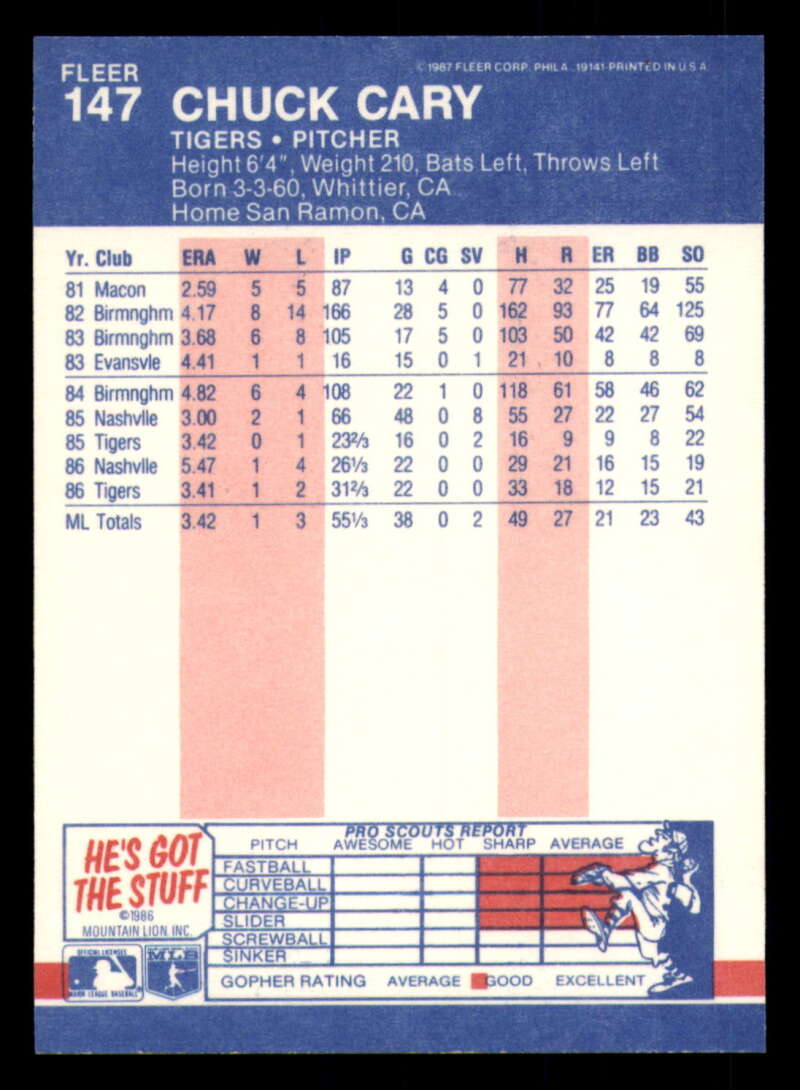 FLEER
© 1987 FLEER CORP. PHILA., 19141-PRINTED IN U S A
147 CHUCK CARY
TIGERS • PITCHER
Height 6'4", Weight 210, Bats Left, Throws Left
Born 3-3-60, Whittier, CA
Home San Ramon, CA
Yr. Club ERA W L IP G CG SV H R ER BB SO
81 Macon 2.59 5 5 87 13 4 0 77 32 25 19 55
82 Birmnghm 4.17 8 14 166 28 5 0 162 93 77 64 125
83 Birmnghm 3.68 6 8 105 17 5 0 103 50 42 42 69
83 Evansvle 4.41 1 1 16 15 0 1 21 10 8 8 8
84 Birmnghm 4.82 6 4 108 22 1 0 118 61 58 46 62
85 Nashvlle 3.00 2 1 66 48 0 8 55 27 22 27 54
85 Tigers 3.42 0 1 23⅔ 16 0 2 16 9 9 8 22
86 Nashvlle 5.47 1 4 26⅓ 22 0 0 29 21 16 15 19
86 Tigers 3.41 1 2 31⅔ 22 0 0 33 18 12 15 21
ML Totals 3.42 1 3 55⅓ 38 0 2 49 27 21 23 43
HE'S GOT
THE STUFF
©1986
MOUNTAIN LION, INC.
PRO SCOUTS REPORT
PITCH AWESOME HOT SHARP AVERAGE
FASTBALL
CURVEBALL
CHANGE-UP
SLIDER
SCREWBALL
SINKER
GOPHER RATING AVERAGE GOOD EXCELLENT
OFFICIAL LICENSEE
MAJOR LEAGUE BASEBALL